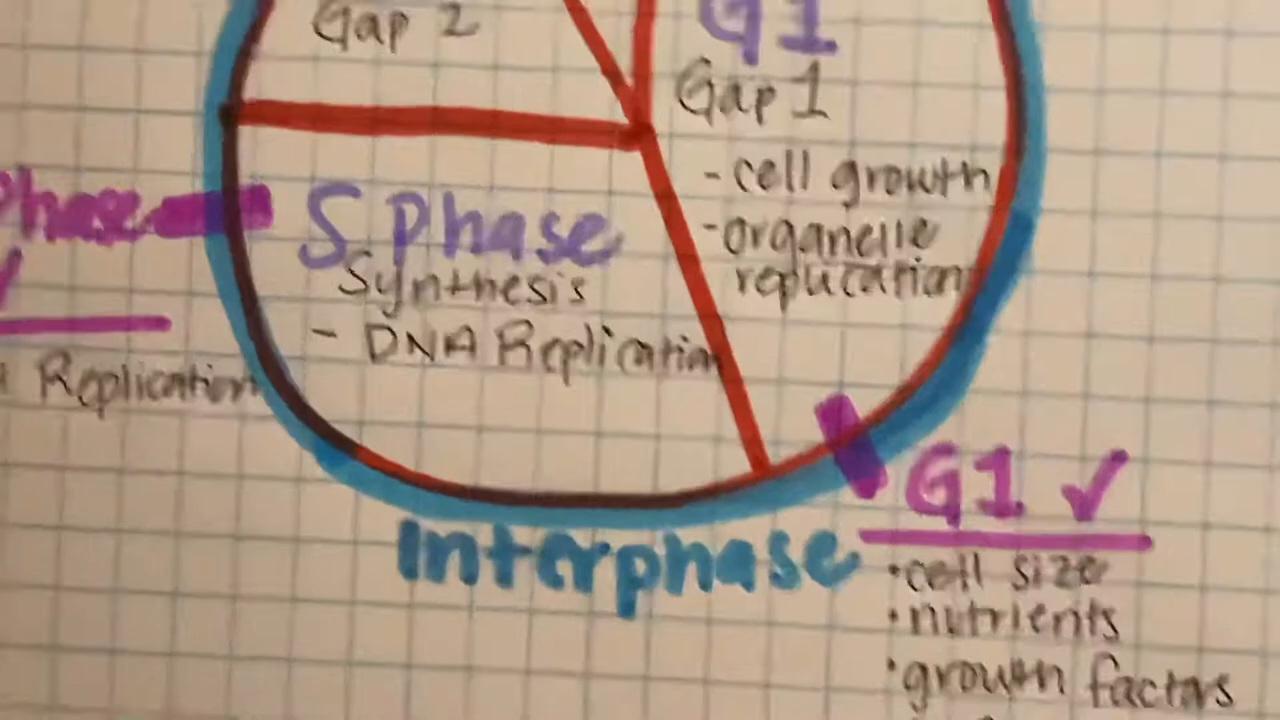 Gap 2
G1
Gap 1
- cell growth
- organelle
replication
S Phase
Synthesis
- DNA Replication
phase
Replication
Interphase
G1 ✓
• cell size
• nutrients
• growth factors